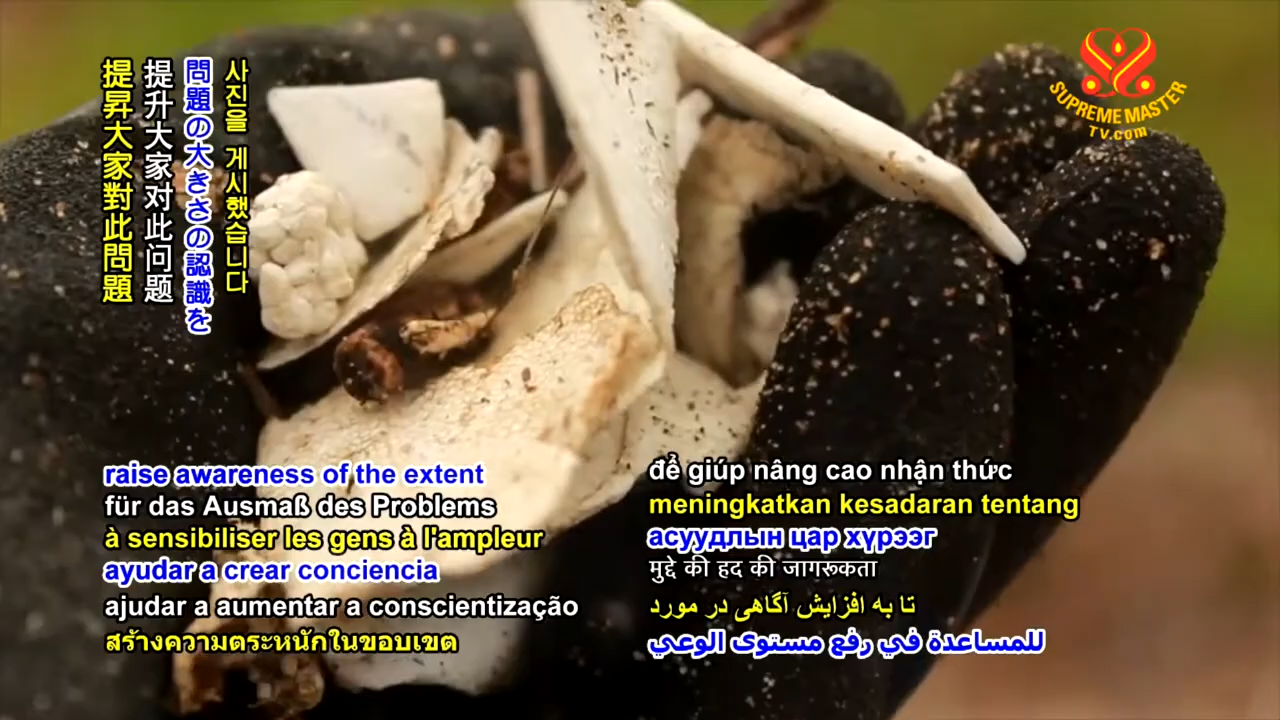 提昇大家對此問題
提升大家对此问题
問題の大きさの認識を
사진을 게시했습니다
SUPREME MASTER
TV.com
raise awareness of the extent
für das Ausmaß des Problems
à sensibiliser les gens à l'ampleur
ayudar a crear conciencia
ajudar a aumentar a conscientização
สร้างความตระหนักในขอบเขต
để giúp nâng cao nhận thức
meningkatkan kesadaran tentang
асуудлын цар хүрээг
मुद्दे की हद की जागरूकता
تا به افزایش آگاهی در مورد
للمساعدة في رفع مستوى الوعي